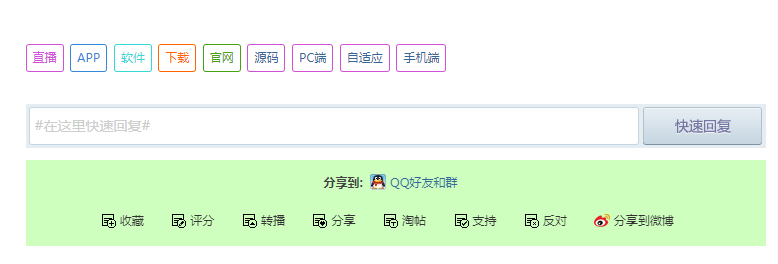 直播 APP 软件 下载 官网 源码 PC端 自适应 手机端
#在这里快速回复# 快速回复
分享到: QQ好友和群
收藏 评分 转播 分享 淘帖 支持 反对 分享到微博